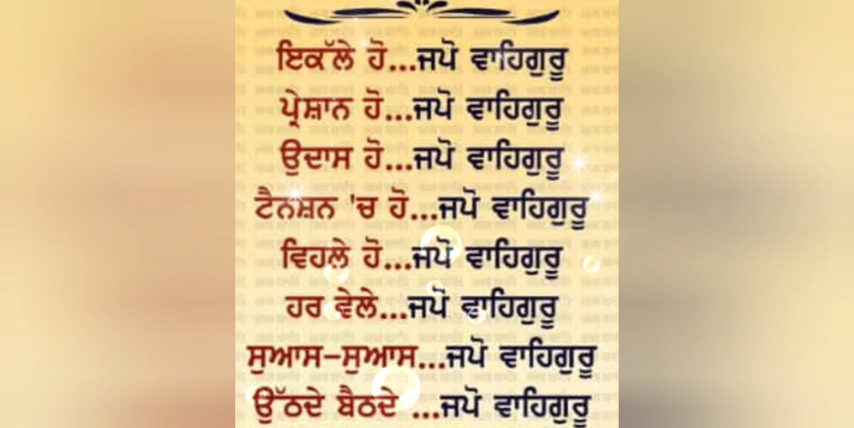 ਇਕੱਲੇ ਹੋ...ਜਪੋ ਵਾਹਿਗੁਰੂ
ਪ੍ਰੇਸ਼ਾਨ ਹੋ...ਜਪੋ ਵਾਹਿਗੁਰੂ
ਉਦਾਸ ਹੋ...ਜਪੋ ਵਾਹਿਗੁਰੂ
ਟੈਨਸ਼ਨ 'ਚ ਹੋ...ਜਪੋ ਵਾਹਿਗੁਰੂ
ਵਿਹਲੇ ਹੋ...ਜਪੋ ਵਾਹਿਗੁਰੂ
ਹਰ ਵੇਲੇ...ਜਪੋ ਵਾਹਿਗੁਰੂ
ਸੁਆਸ-ਸੁਆਸ...ਜਪੋ ਵਾਹਿਗੁਰੂ
ਉੱਠਦੇ ਬੈਠਦੇ ...ਜਪੋ ਵਾਹਿਗੁਰੂ